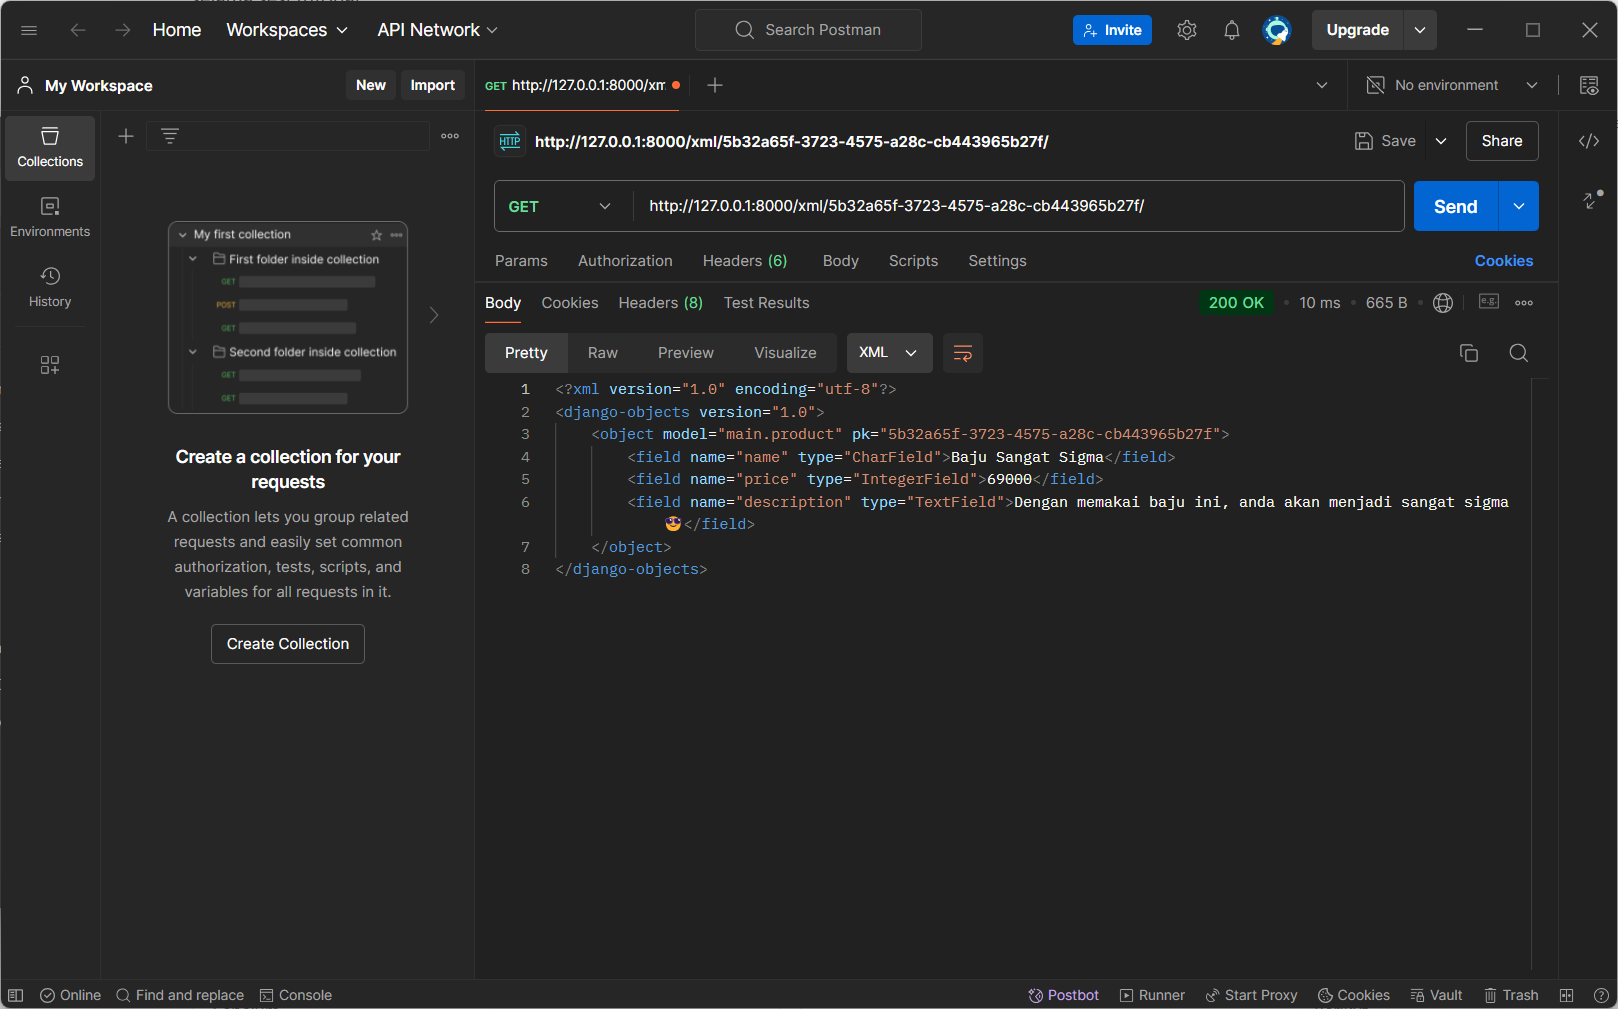 Home
Workspaces
API Network
Search Postman
Invite
Upgrade
My Workspace
New
Import
GET http://127.0.0.1:8000/xm
No environment
Collections
Environments
History
My first collection
First folder inside collection
GET
POST
GET
Second folder inside collection
GET
GET
Create a collection for your
requests
A collection lets you group related
requests and easily set common
authorization, tests, scripts, and
variables for all requests in it.
Create Collection
HTTP http://127.0.0.1:8000/xml/5b32a65f-3723-4575-a28c-cb443965b27f/
Save
Share
GET
http://127.0.0.1:8000/xml/5b32a65f-3723-4575-a28c-cb443965b27f/
Send
Params Authorization Headers (6) Body Scripts Settings
Cookies
Body Cookies Headers (8) Test Results
200 OK • 10 ms • 665 B •
e.g.
Pretty Raw Preview Visualize XML
1 <?xml version="1.0" encoding="utf-8"?>
2 <django-objects version="1.0">
3 <object model="main.product" pk="5b32a65f-3723-4575-a28c-cb443965b27f">
4 <field name="name" type="CharField">Baju Sangat Sigma</field>
5 <field name="price" type="IntegerField">69000</field>
6 <field name="description" type="TextField">Dengan memakai baju ini, anda akan menjadi sangat sigma
😎</field>
7 </object>
8 </django-objects>
Online
Find and replace
Console
Postbot
Runner
Start Proxy
Cookies
Vault
Trash